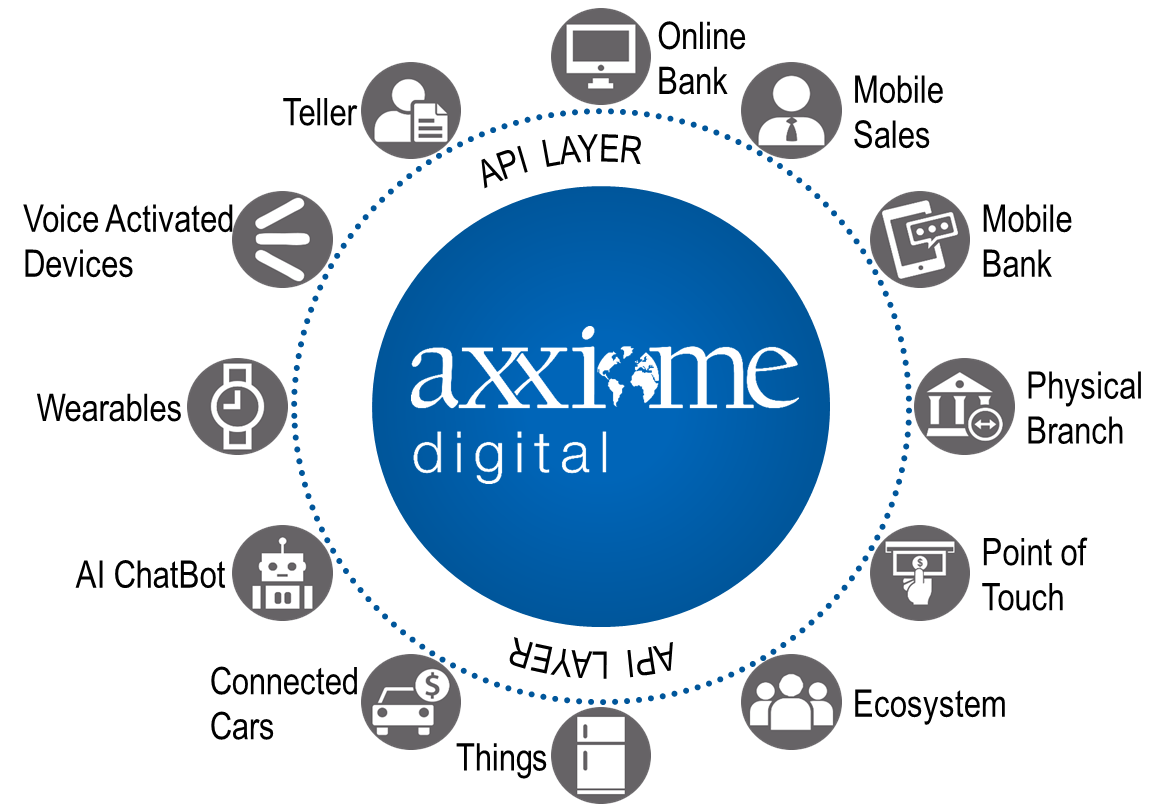 Online
Bank
Mobile
Sales
Teller
API LAYER
Voice Activated
Devices
Mobile
Bank
axxiome
digital
Wearables
Physical
Branch
AI ChatBot
Point of
Touch
API LAYER
Connected
Cars
$
$
Ecosystem
Things